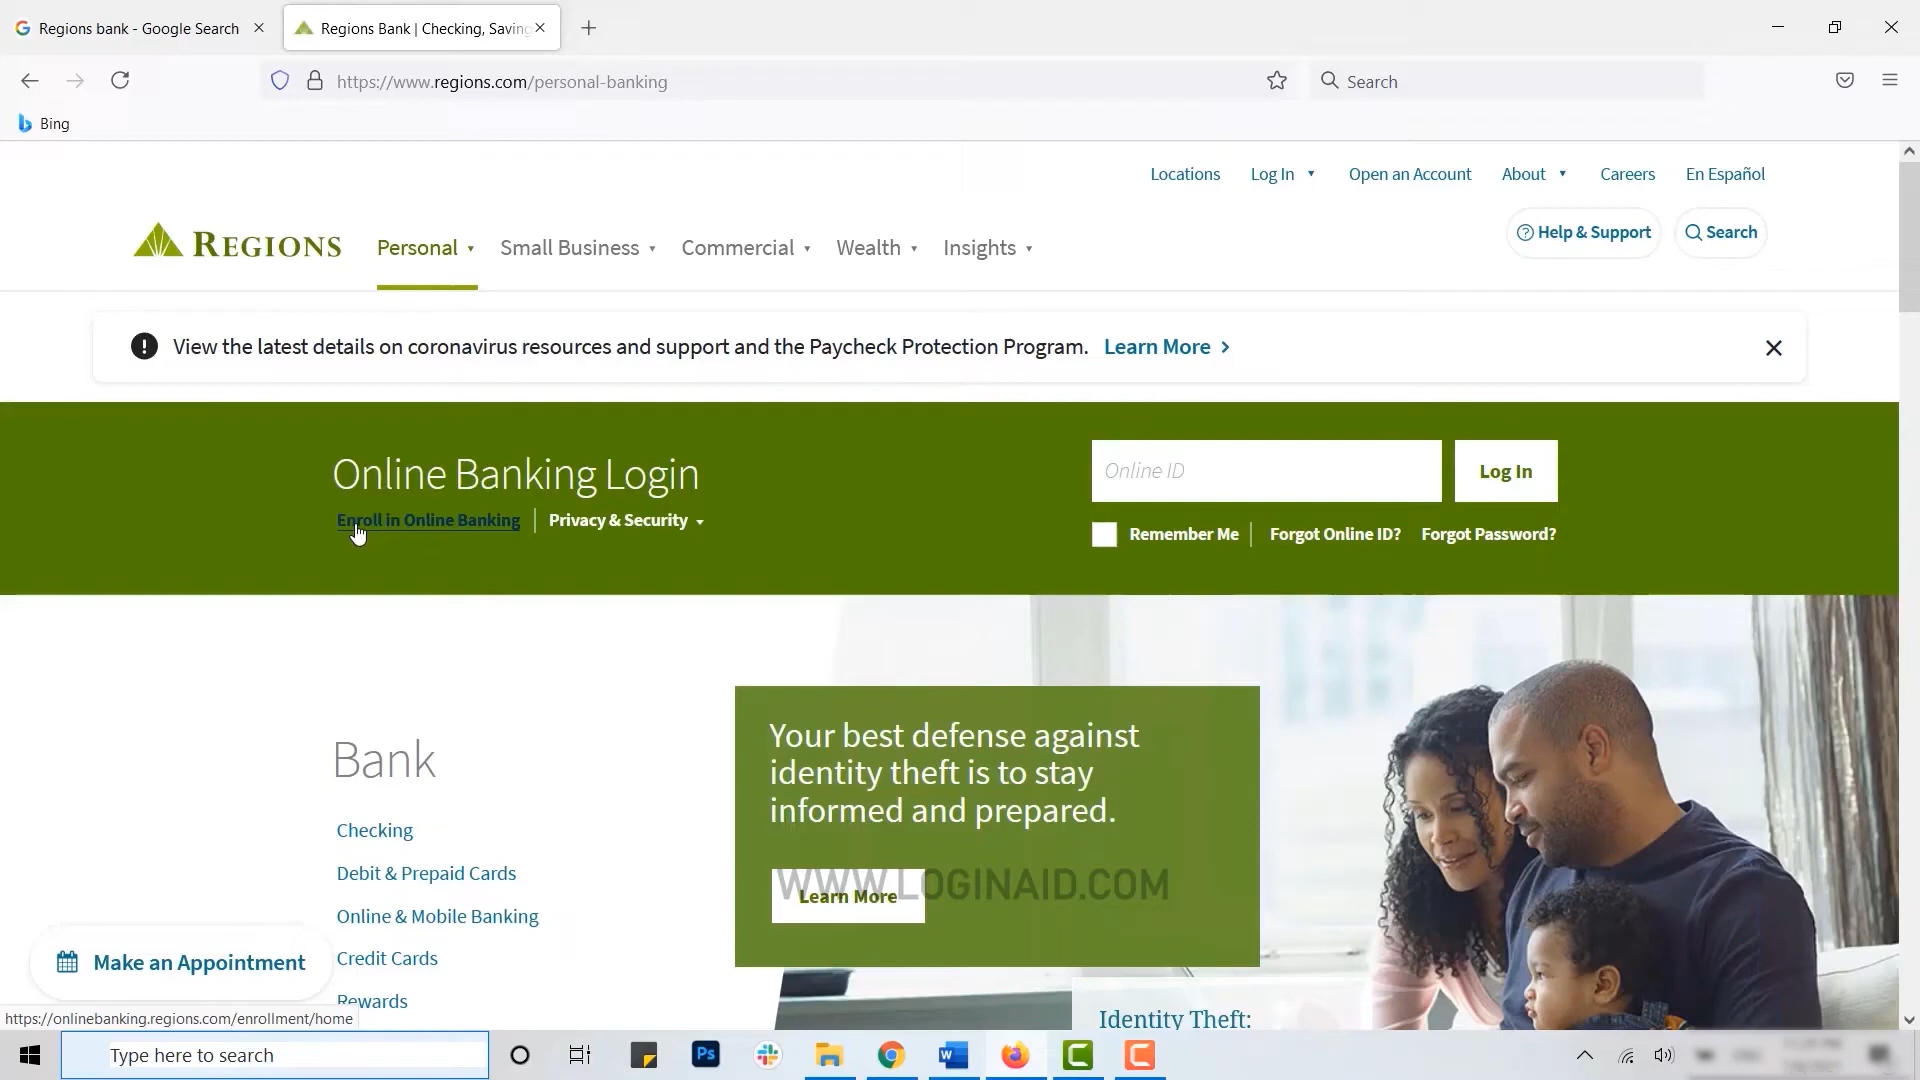 Regions bank - Google Search
Regions Bank | Checking, Saving
https://www.regions.com/personal-banking
Search
Bing
Locations
Log In
Open an Account
About
Careers
En Español
REGIONS
Personal
Small Business
Commercial
Wealth
Insights
Help & Support
Search
View the latest details on coronavirus resources and support and the Paycheck Protection Program. Learn More
Online Banking Login
Online ID
Log In
Enroll in Online Banking
Privacy & Security
Remember Me
Forgot Online ID?
Forgot Password?
Your best defense against
identity theft is to stay
informed and prepared.
Learn More
WWW.LOGINAID.COM
Bank
Checking
Debit & Prepaid Cards
Online & Mobile Banking
Credit Cards
Rewards
Make an Appointment
Identity Theft:
https://onlinebanking.regions.com/enrollment/home
Type here to search
Ps
W